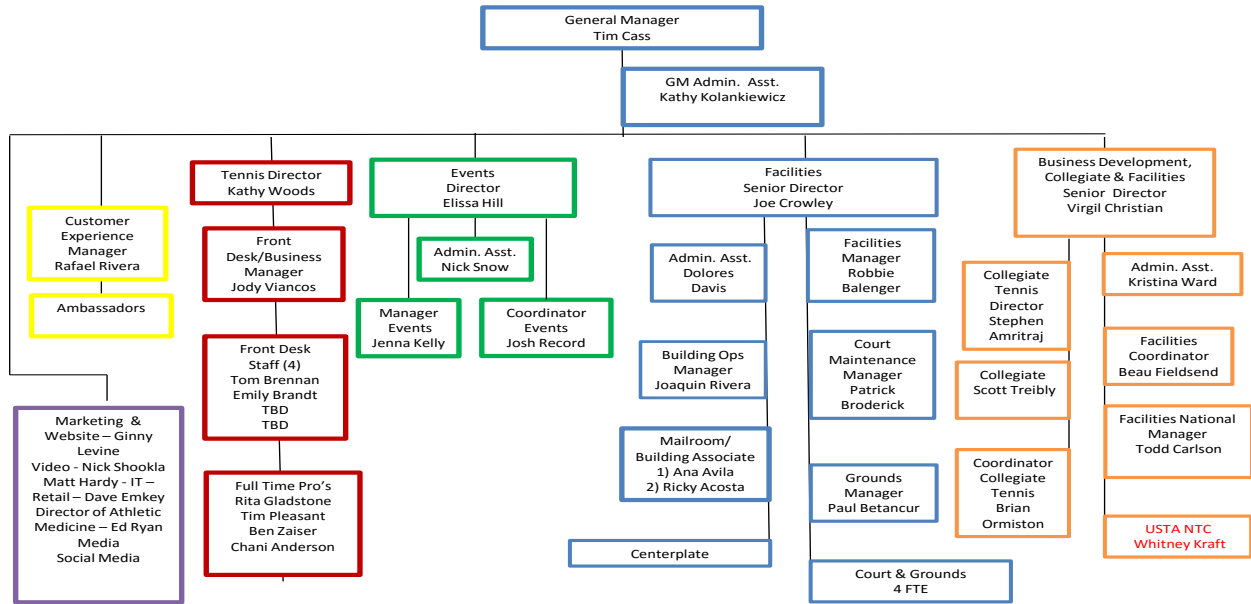 General Manager
Tim Cass
GM Admin. Asst.
Kathy Kolankiewicz
Customer
Experience
Manager
Rafael Rivera
Ambassadors
Marketing &
Website – Ginny
Levine
Video - Nick Shookla
Matt Hardy - IT –
Retail – Dave Emkey
Director of Athletic
Medicine – Ed Ryan
Media
Social Media
Tennis Director
Kathy Woods
Front
Desk/Business
Manager
Jody Viancos
Front Desk
Staff (4)
Tom Brennan
Emily Brandt
TBD
TBD
Full Time Pro's
Rita Gladstone
Tim Pleasant
Ben Zaiser
Chani Anderson
Events
Director
Elissa Hill
Admin. Asst.
Nick Snow
Manager
Events
Jenna Kelly
Coordinator
Events
Josh Record
Facilities
Senior Director
Joe Crowley
Admin. Asst.
Dolores
Davis
Building Ops
Manager
Joaquin Rivera
Mailroom/
Building Associate
1) Ana Avila
2) Ricky Acosta
Centerplate
Facilities
Manager
Robbie
Balenger
Court
Maintenance
Manager
Patrick
Broderick
Grounds
Manager
Paul Betancur
Court & Grounds
4 FTE
Business Development,
Collegiate & Facilities
Senior Director
Virgil Christian
Collegiate
Tennis
Director
Stephen
Amritraj
Collegiate
Scott Treibly
Coordinator
Collegiate
Tennis
Brian
Ormiston
Admin. Asst.
Kristina Ward
Facilities
Coordinator
Beau Fieldsend
Facilities National
Manager
Todd Carlson
USTA NTC
Whitney Kraft